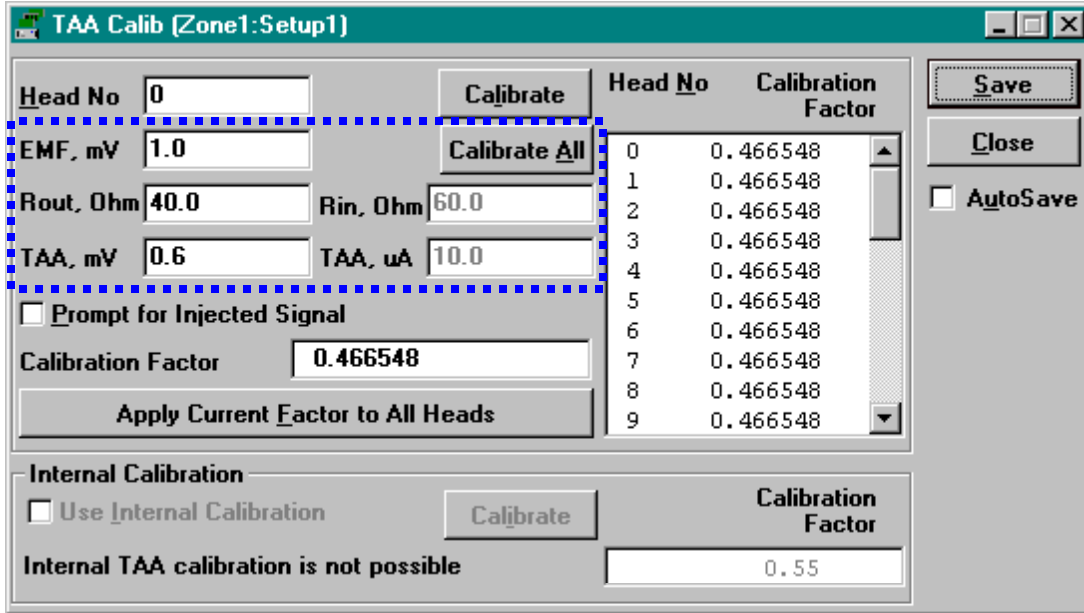 TAA Calib (Zone1:Setup1)
Head No 0 Calibrate
EMF, mV 1.0 Calibrate All
Rout, Ohm 40.0 Rin, Ohm 60.0
TAA, mV 0.6 TAA, uA 10.0
Prompt for Injected Signal
Calibration Factor 0.466548
Apply Current Factor to All Heads
Head No Calibration Factor
0 0.466548
1 0.466548
2 0.466548
3 0.466548
4 0.466548
5 0.466548
6 0.466548
7 0.466548
8 0.466548
9 0.466548
Save
Close
AutoSave
Internal Calibration
Use Internal Calibration Calibrate
Calibration Factor
Internal TAA calibration is not possible 0.55